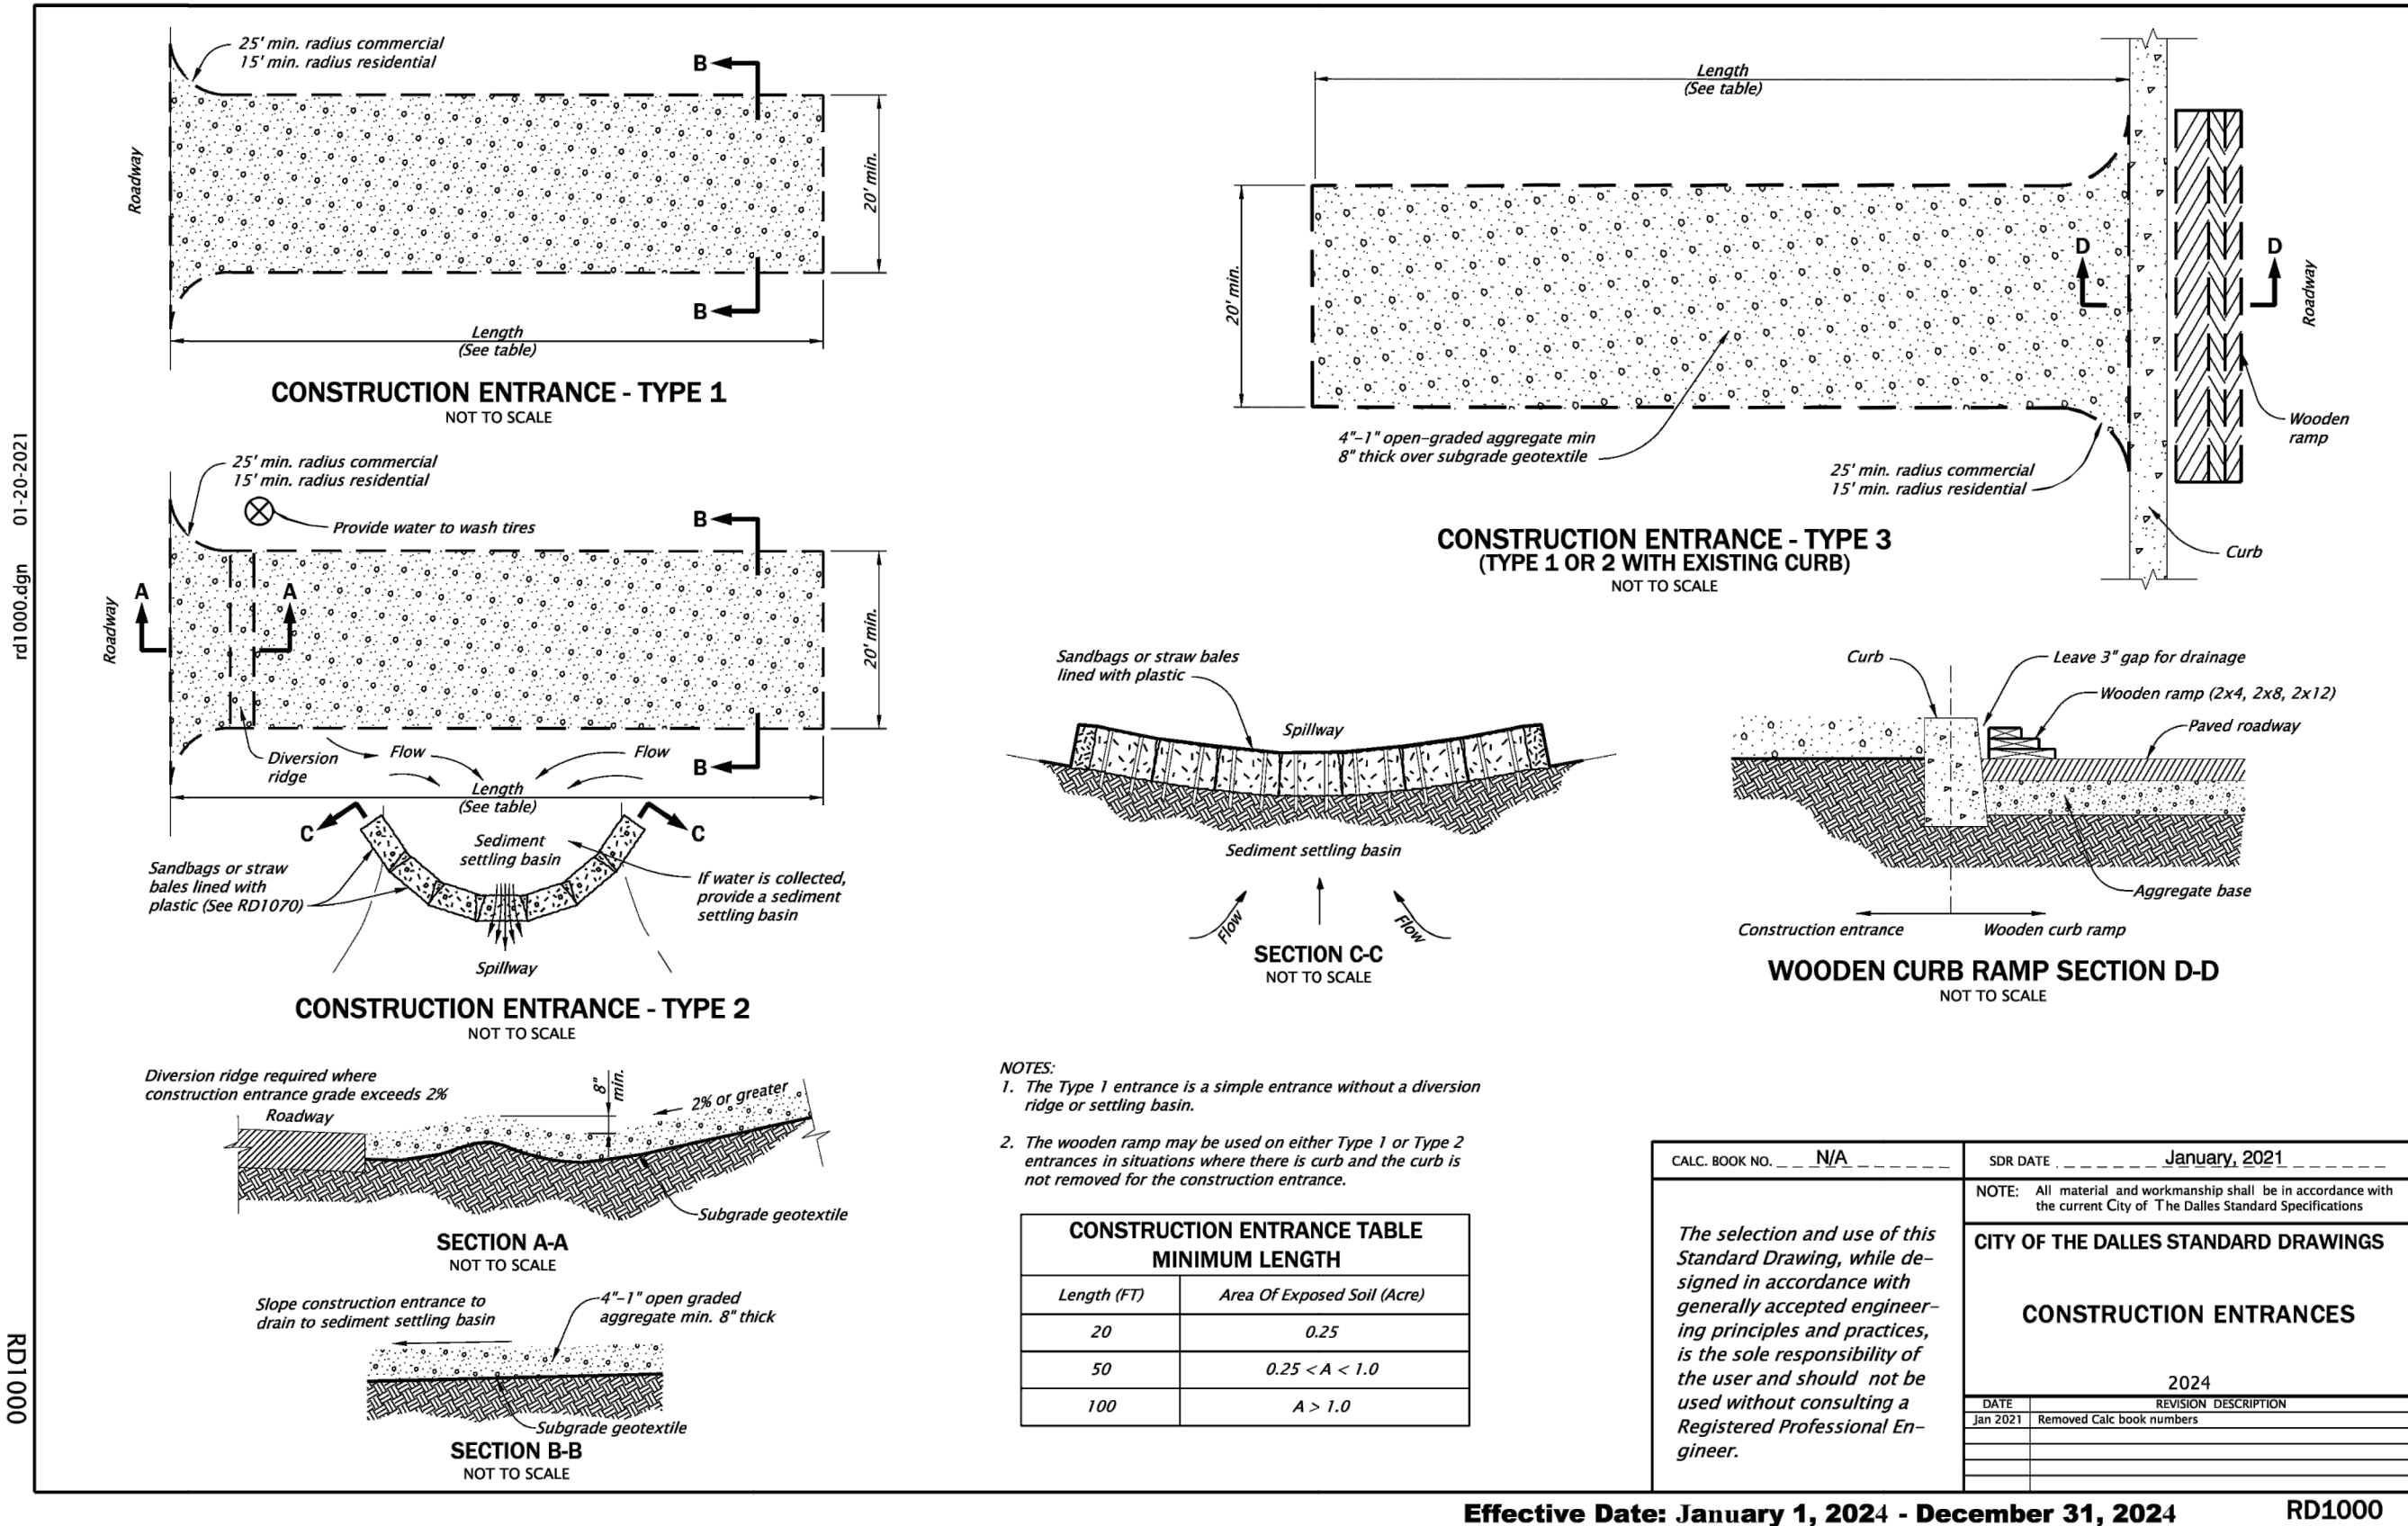 25' min. radius commercial
15' min. radius residential
B
Roadway
20' min.
B
Length
(See table)
CONSTRUCTION ENTRANCE - TYPE 1
NOT TO SCALE
25' min. radius commercial
15' min. radius residential
Provide water to wash tires
B
A
A
Roadway
20' min.
Diversion
ridge
Flow
Flow
B
Length
(See table)
C
C
Sediment
settling basin
Sandbags or straw
bales lined with
plastic (See RD1070)
If water is collected,
provide a sediment
settling basin
Spillway
CONSTRUCTION ENTRANCE - TYPE 2
NOT TO SCALE
Diversion ridge required where
construction entrance grade exceeds 2%
Roadway
8"
min.
2% or greater
Subgrade geotextile
SECTION A-A
NOT TO SCALE
Slope construction entrance to
drain to sediment settling basin
4"-1" open graded
aggregate min. 8" thick
Subgrade geotextile
SECTION B-B
NOT TO SCALE
Length
(See table)
20' min.
D
D
Roadway
Wooden
ramp
4"-1" open-graded aggregate min
8" thick over subgrade geotextile
25' min. radius commercial
15' min. radius residential
Curb
CONSTRUCTION ENTRANCE - TYPE 3
(TYPE 1 OR 2 WITH EXISTING CURB)
NOT TO SCALE
Sandbags or straw bales
lined with plastic
Spillway
Sediment settling basin
Flow
Flow
SECTION C-C
NOT TO SCALE
Curb
Leave 3" gap for drainage
Wooden ramp (2x4, 2x8, 2x12)
Paved roadway
Aggregate base
Construction entrance
Wooden curb ramp
WOODEN CURB RAMP SECTION D-D
NOT TO SCALE
NOTES:
1. The Type 1 entrance is a simple entrance without a diversion
ridge or settling basin.
2. The wooden ramp may be used on either Type 1 or Type 2
entrances in situations where there is curb and the curb is
not removed for the construction entrance.
CONSTRUCTION ENTRANCE TABLE
MINIMUM LENGTH
Length (FT) Area Of Exposed Soil (Acre)
20 0.25
50 0.25 < A < 1.0
100 A > 1.0
CALC. BOOK NO. N/A
SDR DATE January, 2021
NOTE: All material and workmanship shall be in accordance with
the current City of The Dalles Standard Specifications
The selection and use of this
Standard Drawing, while de-
signed in accordance with
generally accepted engineer-
ing principles and practices,
is the sole responsibility of
the user and should not be
used without consulting a
Registered Professional En-
gineer.
CITY OF THE DALLES STANDARD DRAWINGS
CONSTRUCTION ENTRANCES
2024
DATE REVISION DESCRIPTION
Jan 2021 Removed Calc book numbers
rd1000.dgn 01-20-2021
RD1000
Effective Date: January 1, 2024 - December 31, 2024
RD1000